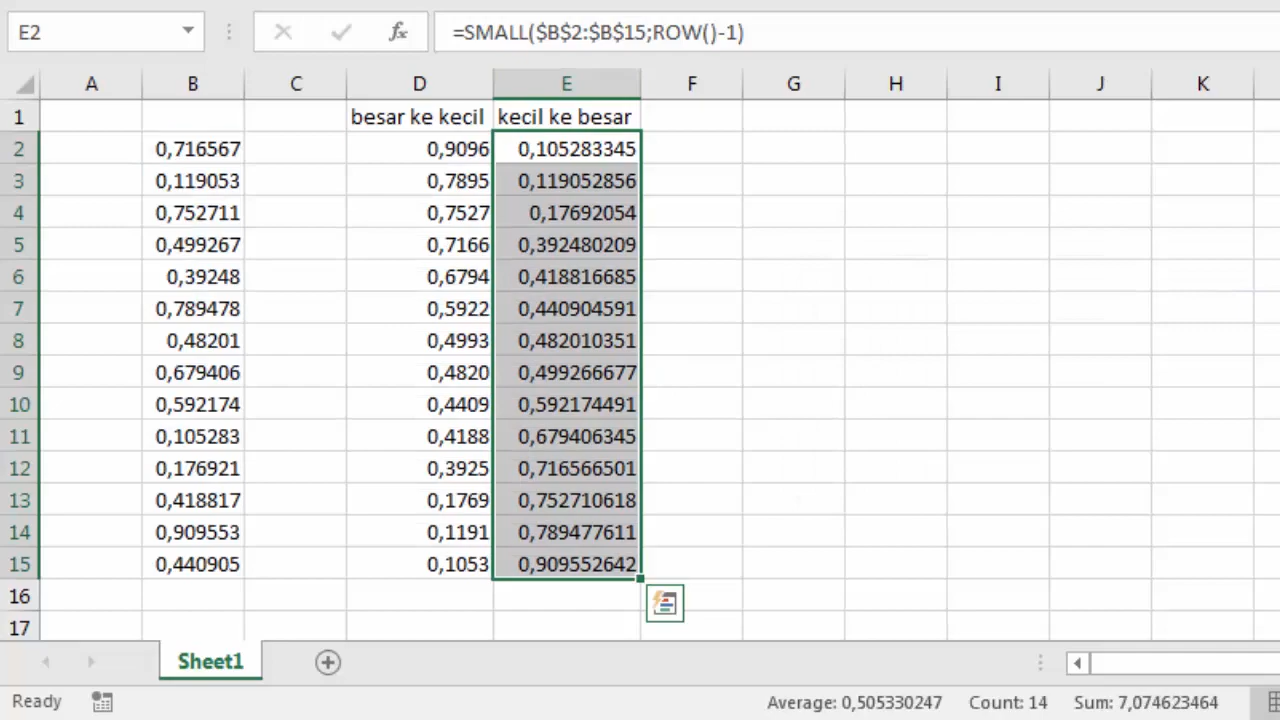 E2 fx =SMALL($B$2:$B$15;ROW()-1)
A B C D E F G H I J K
1 besar ke kecil kecil ke besar
2 0,716567 0,9096 0,105283345
3 0,119053 0,7895 0,119052856
4 0,752711 0,7527 0,17692054
5 0,499267 0,7166 0,392480209
6 0,39248 0,6794 0,418816685
7 0,789478 0,5922 0,440904591
8 0,48201 0,4993 0,482010351
9 0,679406 0,4820 0,499266677
10 0,592174 0,4409 0,592174491
11 0,105283 0,4188 0,679406345
12 0,176921 0,3925 0,716566501
13 0,418817 0,1769 0,752710618
14 0,909553 0,1191 0,789477611
15 0,440905 0,1053 0,909552642
16
17
Sheet1
Ready Average: 0,505330247 Count: 14 Sum: 7,074623464